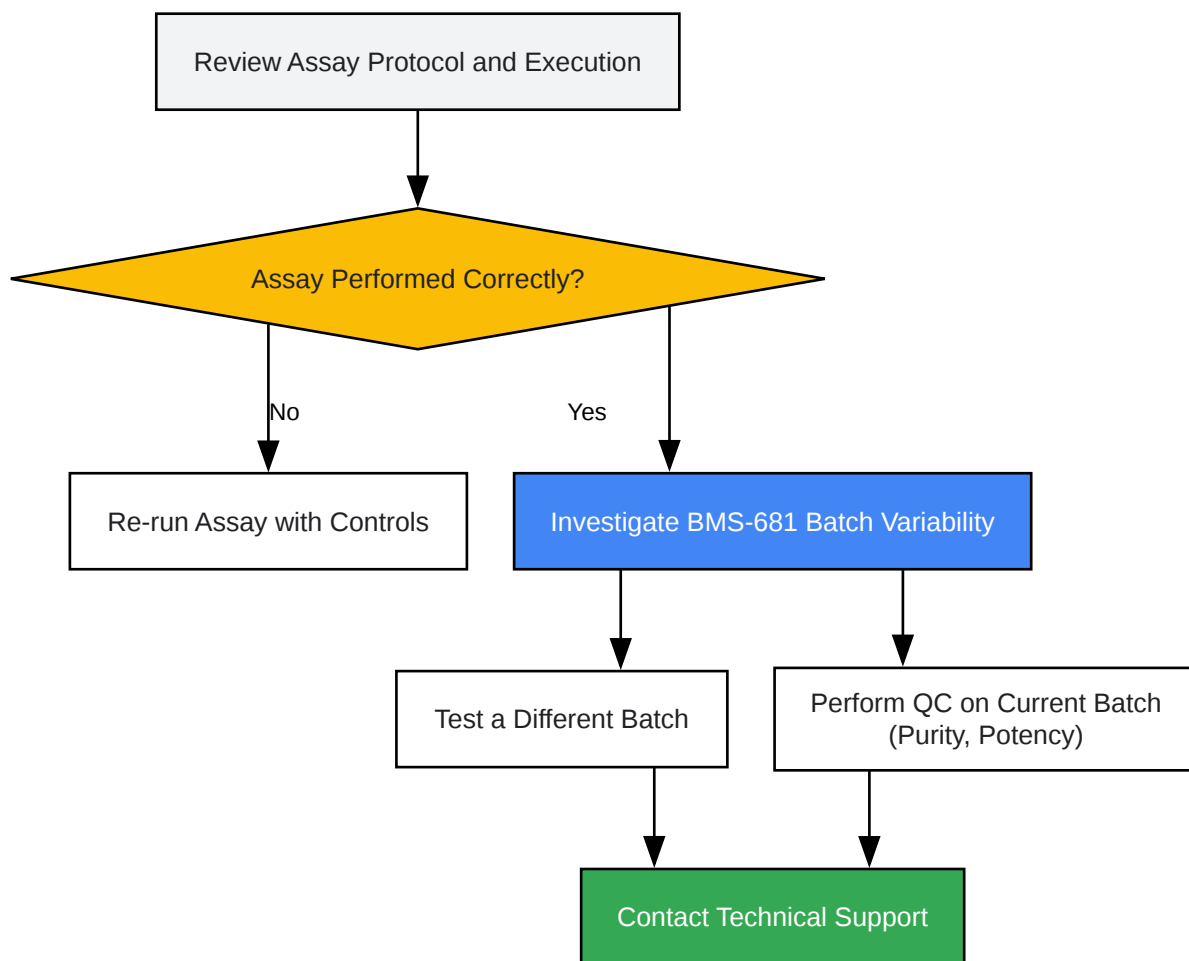 Review Assay Protocol and Execution
Assay Performed Correctly?
No
Yes
Re-run Assay with Controls
Investigate BMS-681 Batch Variability
Test a Different Batch
Perform QC on Current Batch
(Purity, Potency)
Contact Technical Support